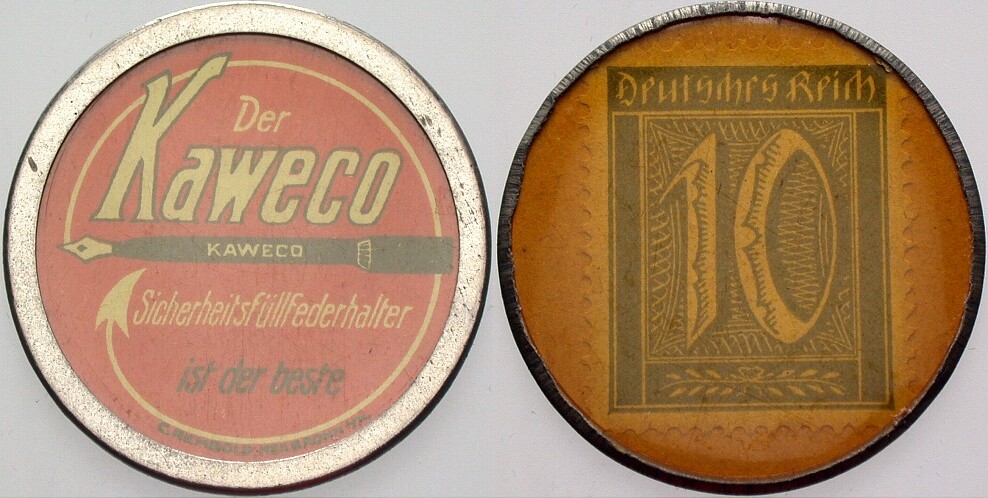 Der
Kaweco
KAWECO
Sicherheitsfüllfederhalter
ist der beste
Deutsches Reich
10